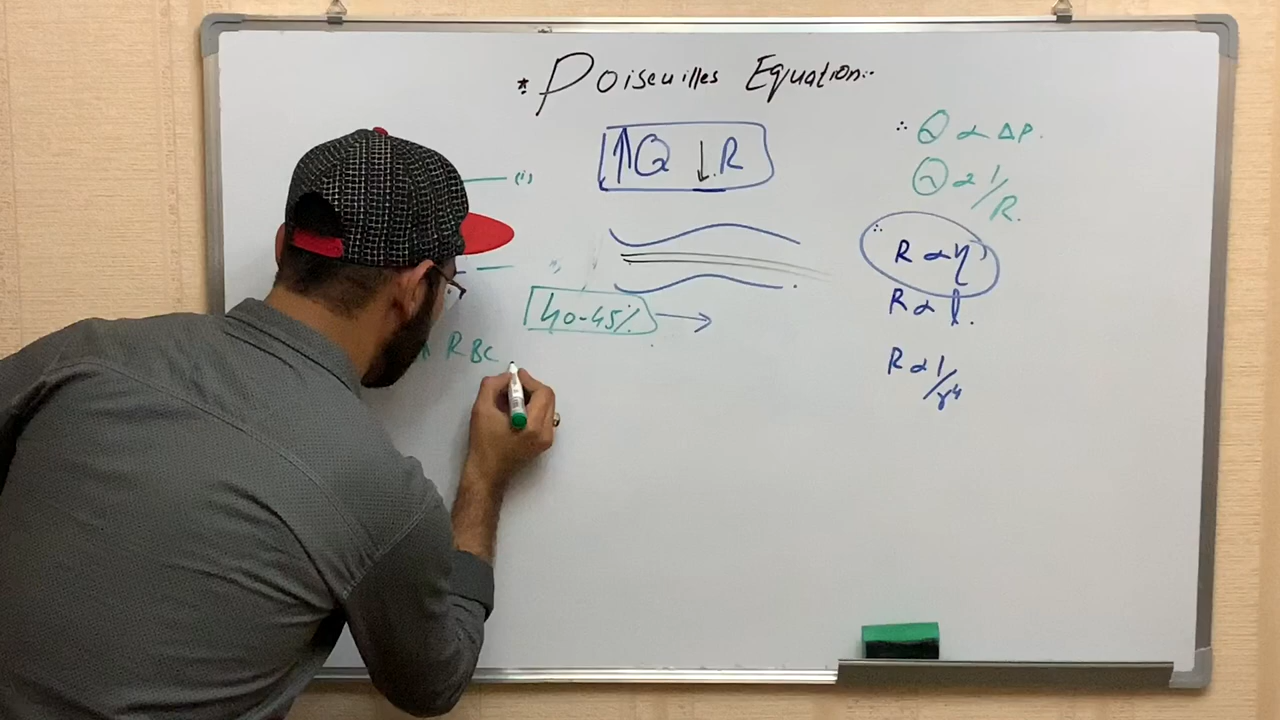 * Poiseuilles Equation:-
(i)
↑Q ↓R
40-45% →
RBC
∴ Q ∝ ΔP.
Q ∝ 1/R.
∴ R ∝ η
R ∝ l.
R ∝ 1/r⁴